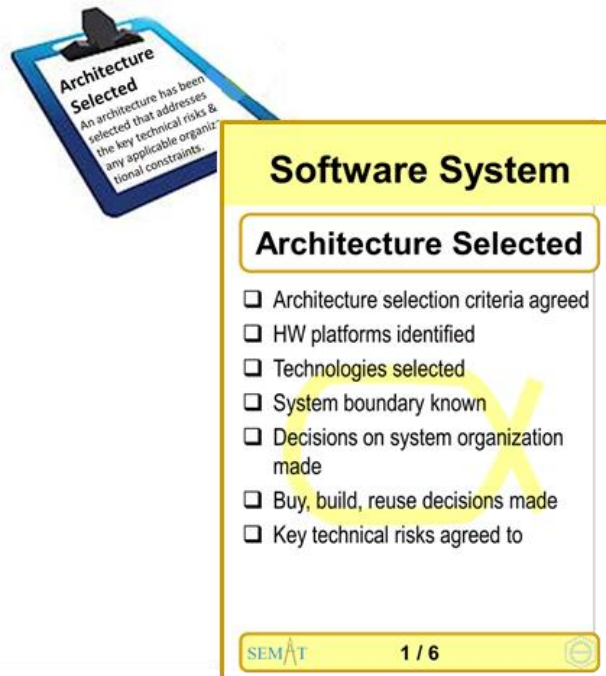 Architecture
Selected
An architecture has been
selected that addresses
the key technical risks &
any applicable organiza-
tional constraints.
Software System
Architecture Selected
❑ Architecture selection criteria agreed
❑ HW platforms identified
❑ Technologies selected
❑ System boundary known
❑ Decisions on system organization
made
❑ Buy, build, reuse decisions made
❑ Key technical risks agreed to
SEMAT
1 / 6